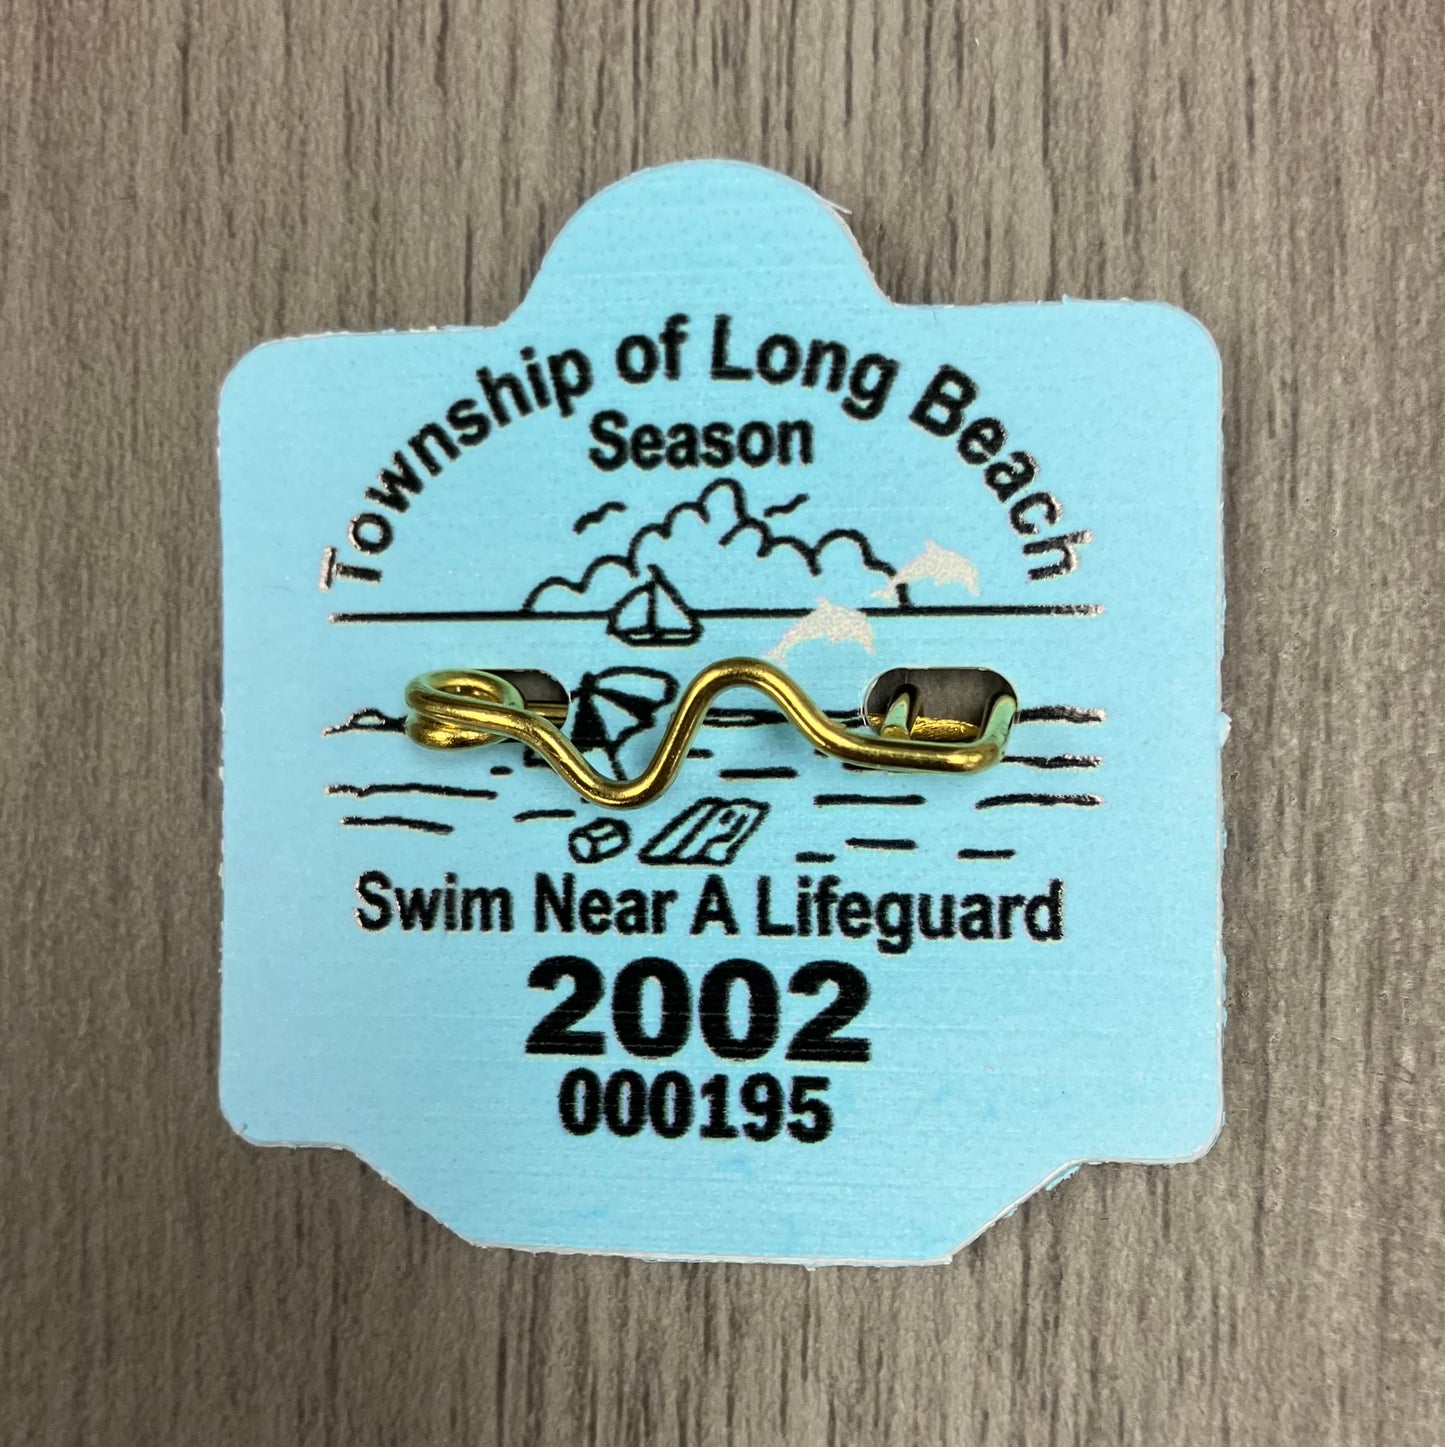 Township of Long Beach
Season
Swim Near A Lifeguard
2002
000195